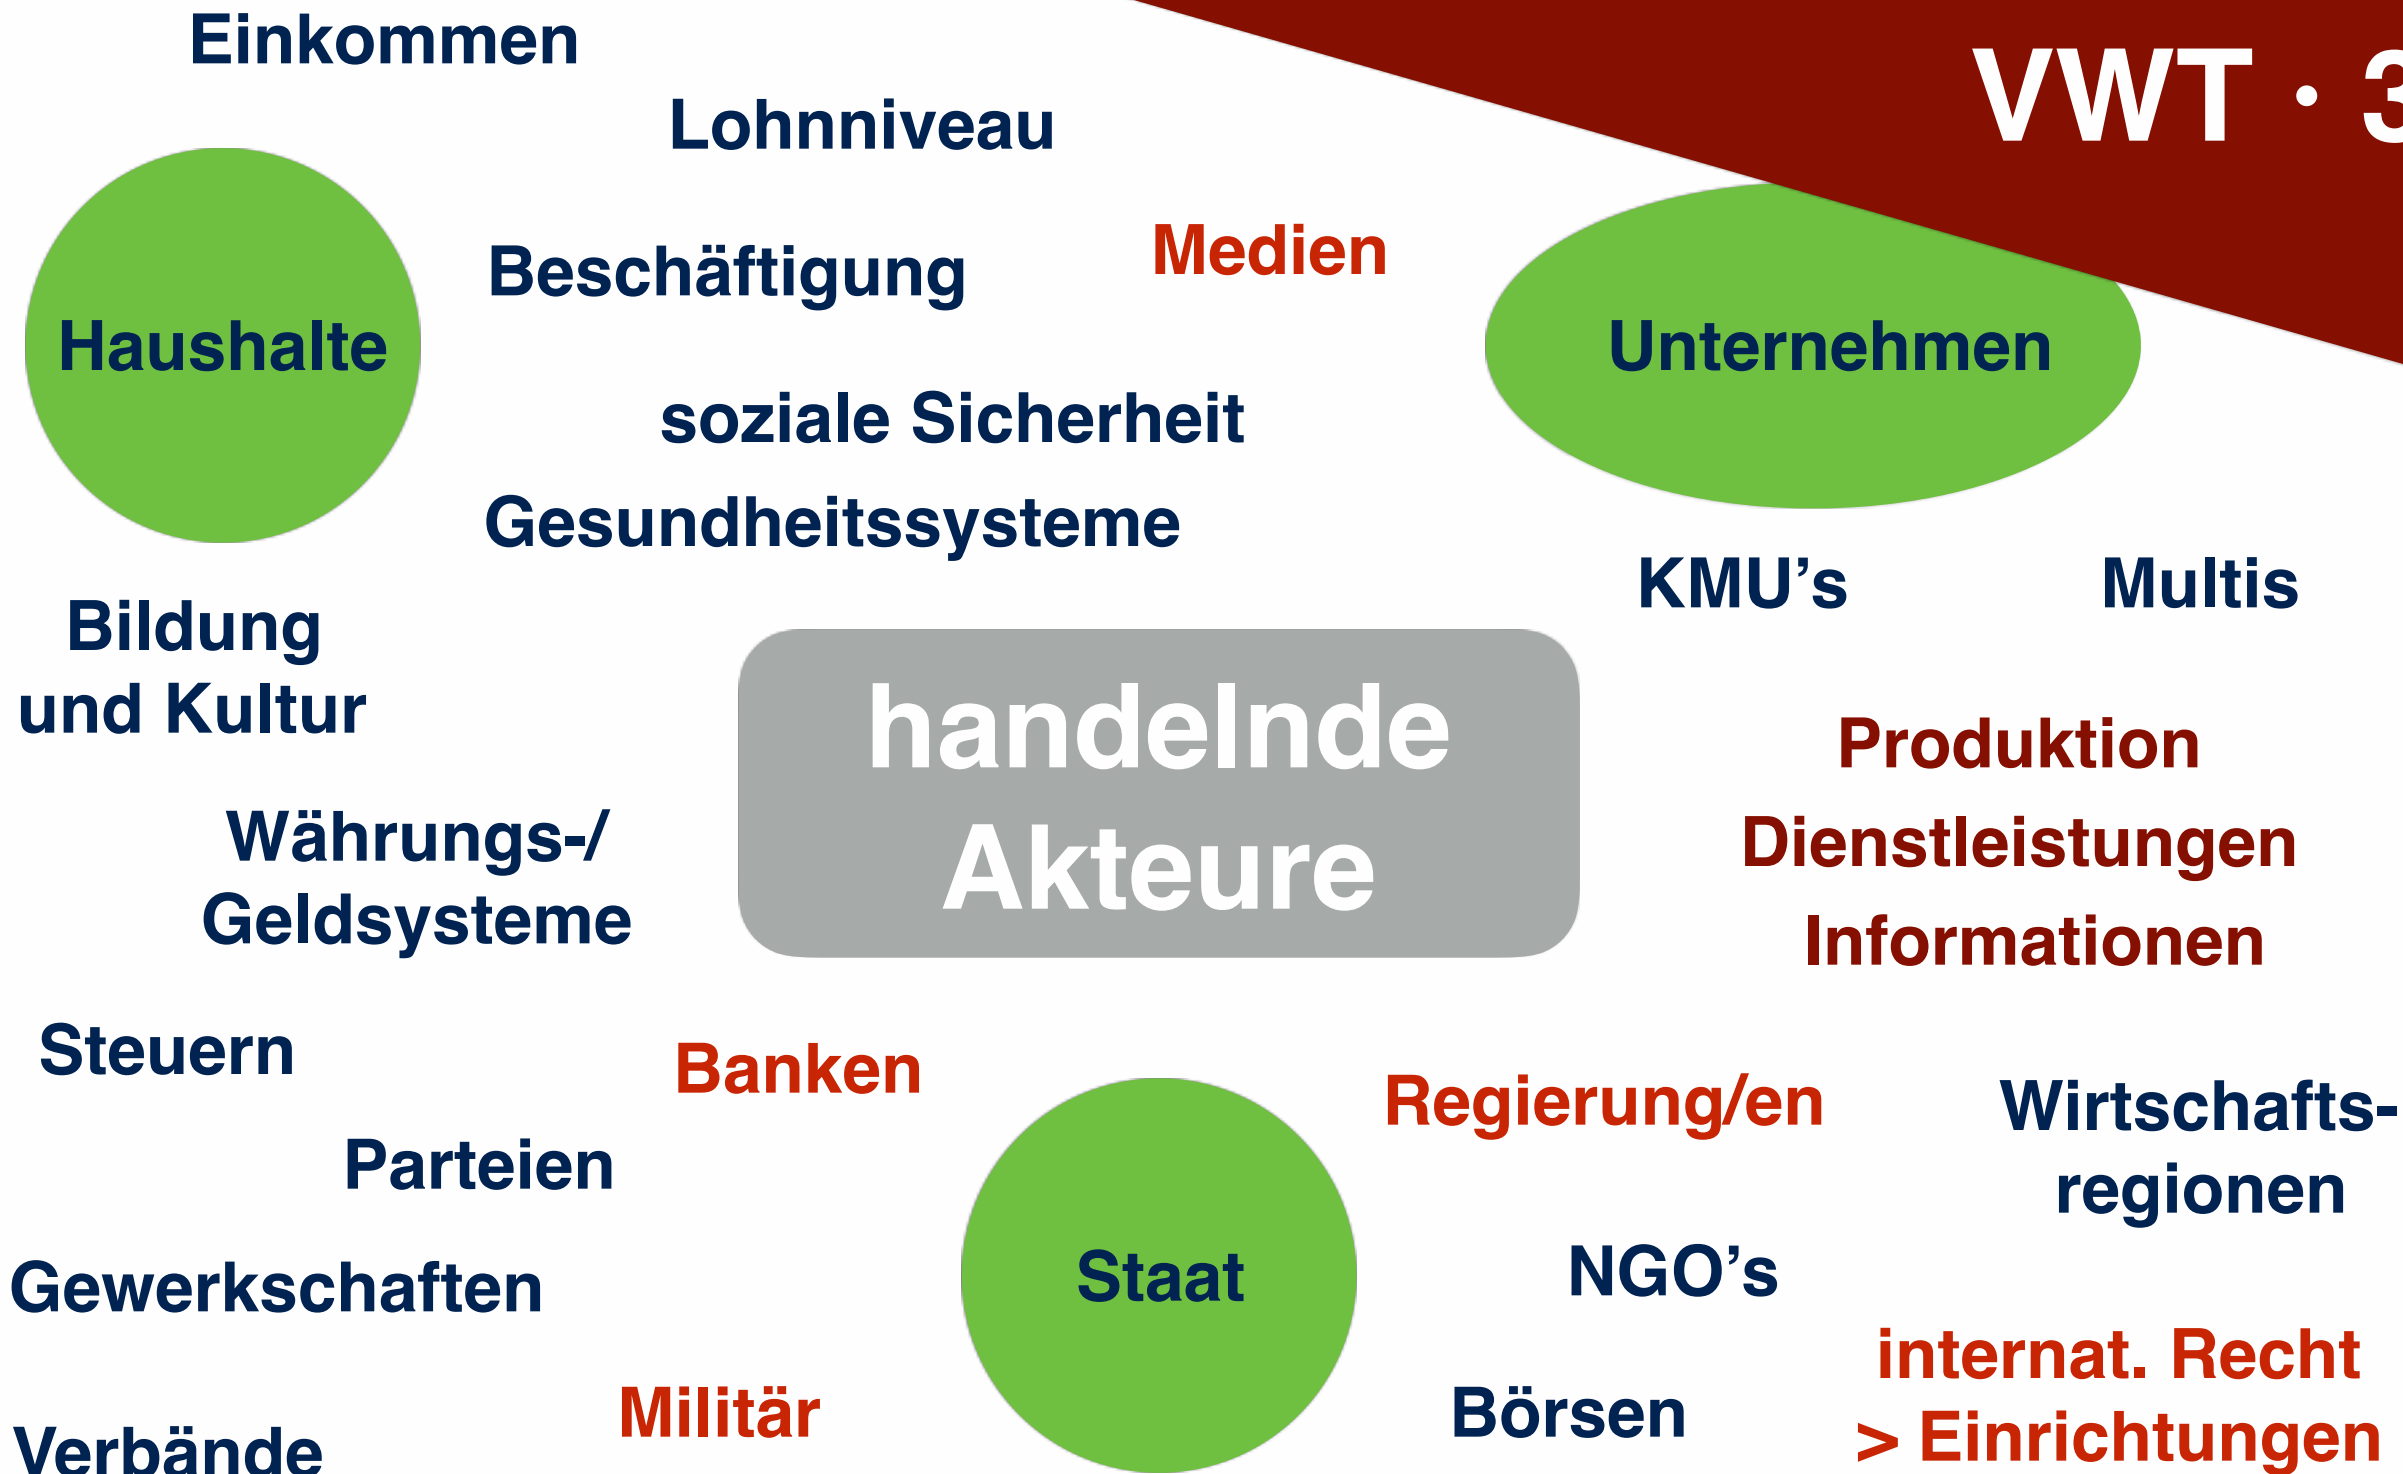 Einkommen
VWT · 3
Lohnniveau
Medien
Beschäftigung
Haushalte
Unternehmen
soziale Sicherheit
Gesundheitssysteme
KMU’s
Multis
Bildung
und Kultur
handelnde
Akteure
Produktion
Dienstleistungen
Informationen
Währungs-/
Geldsysteme
Steuern
Banken
Regierung/en
Wirtschafts-
regionen
Parteien
Gewerkschaften
Staat
NGO’s
internat. Recht
> Einrichtungen
Militär
Börsen
Verbände